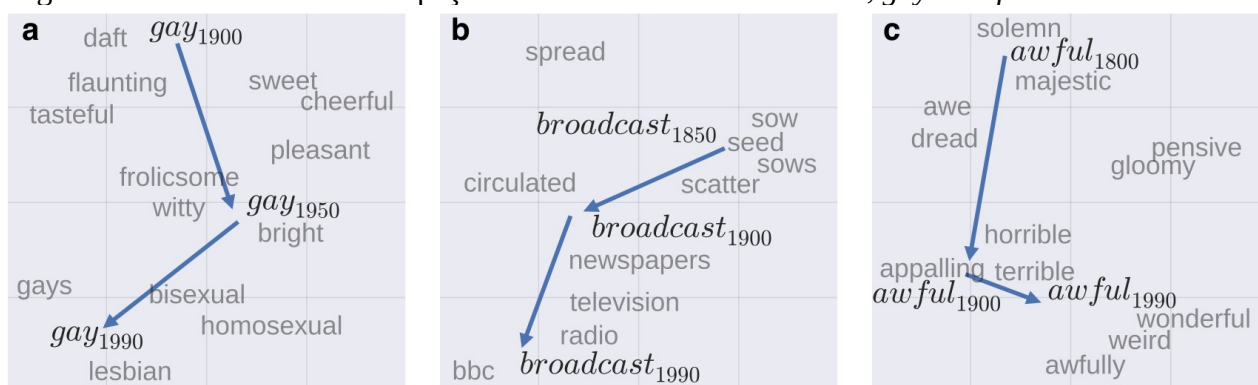 a
daft gay1900
flaunting sweet
cheerful
tasteful
pleasant
frolicsome
witty gay1950
bright
gays bisexual
homosexual
gay1990
lesbian
b
spread
broadcast1850 sow
seed
sows
circulated scatter
broadcast1900
newspapers
television
radio
bbc broadcast1990
c
solemn
awful1800
majestic
awe
dread pensive
gloomy
horrible
appalling terrible
awful1900 awful1990
wonderful
weird
awfully